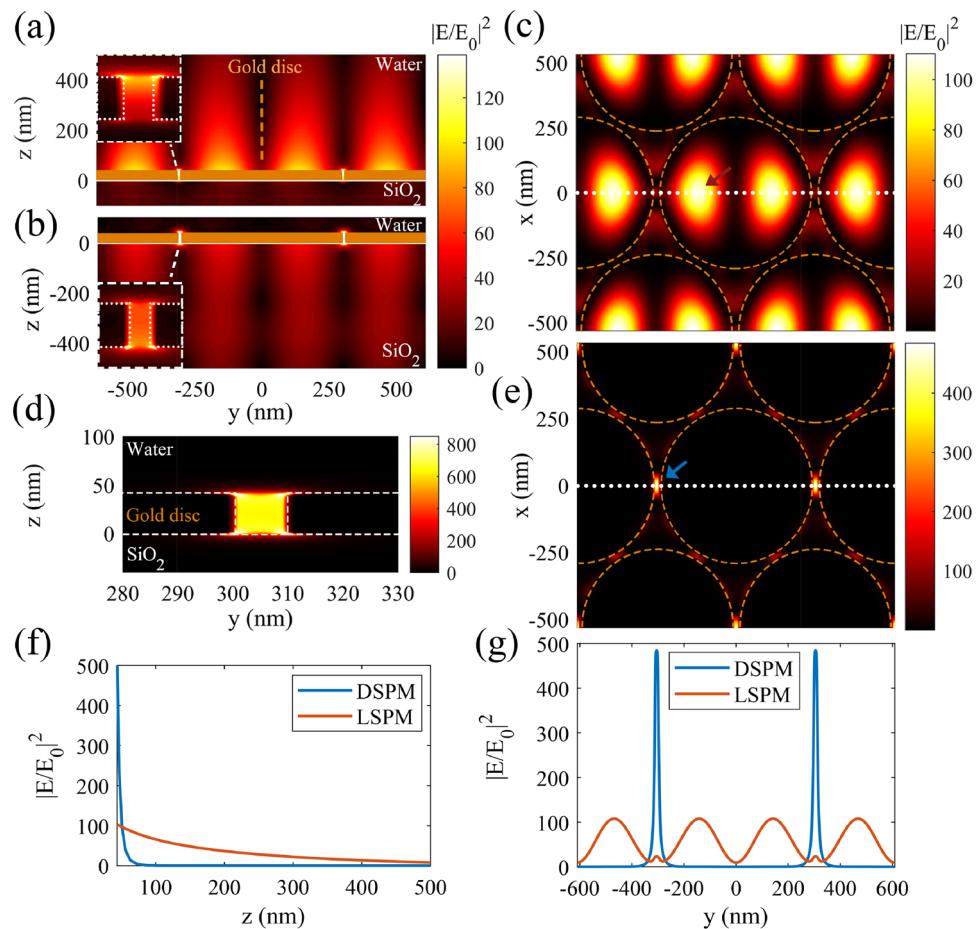 (a)
|E/E₀|²
Water
Gold disc
SiO₂
z (nm)
400
200
0
120
100
80
60
40
20
0
(b)
Water
SiO₂
z (nm)
0
-200
-400
-500
-250
0
250
500
y (nm)
(c)
|E/E₀|²
x (nm)
500
250
0
-250
-500
100
80
60
40
20
(d)
Water
Gold disc
SiO₂
z (nm)
100
50
0
280
290
300
310
320
330
y (nm)
800
600
400
200
0
(e)
x (nm)
500
250
0
-250
-500
400
300
200
100
(f)
|E/E₀|²
500
400
300
200
100
0
100
200
300
400
500
z (nm)
DSPM
LSPM
(g)
|E/E₀|²
500
400
300
200
100
0
-600
-400
-200
0
200
400
600
y (nm)
DSPM
LSPM